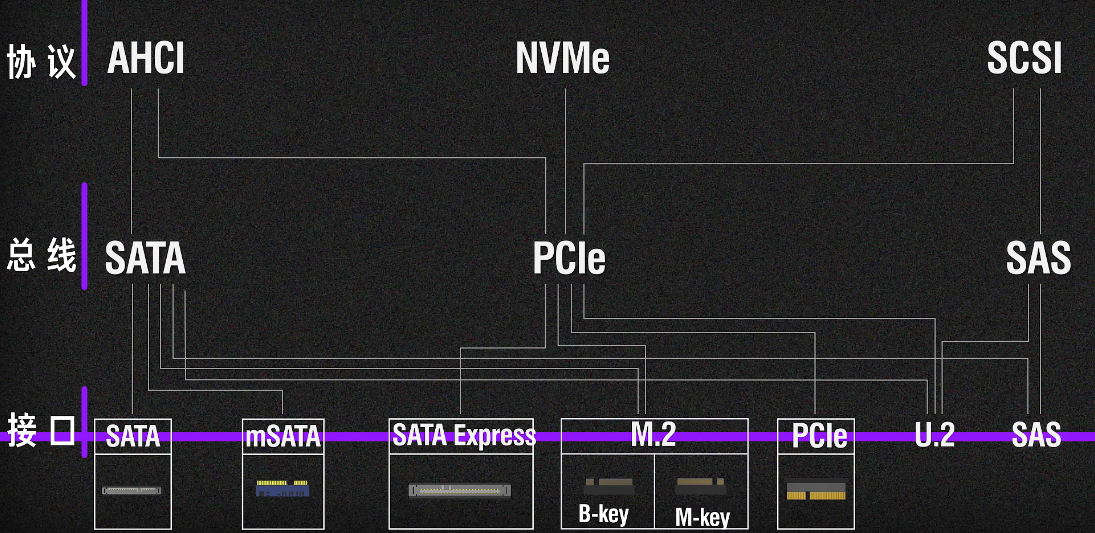 协议 AHCI NVMe SCSI
总线 SATA PCIe SAS
接口 SATA mSATA SATA Express M.2 PCIe U.2 SAS
B-key M-key